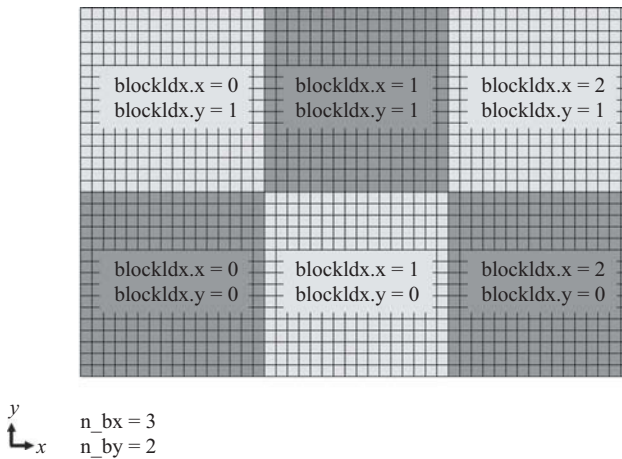 blockIdx.x = 0
blockIdx.y = 1
blockIdx.x = 1
blockIdx.y = 1
blockIdx.x = 2
blockIdx.y = 1
blockIdx.x = 0
blockIdx.y = 0
blockIdx.x = 1
blockIdx.y = 0
blockIdx.x = 2
blockIdx.y = 0
y
x
n_bx = 3
n_by = 2